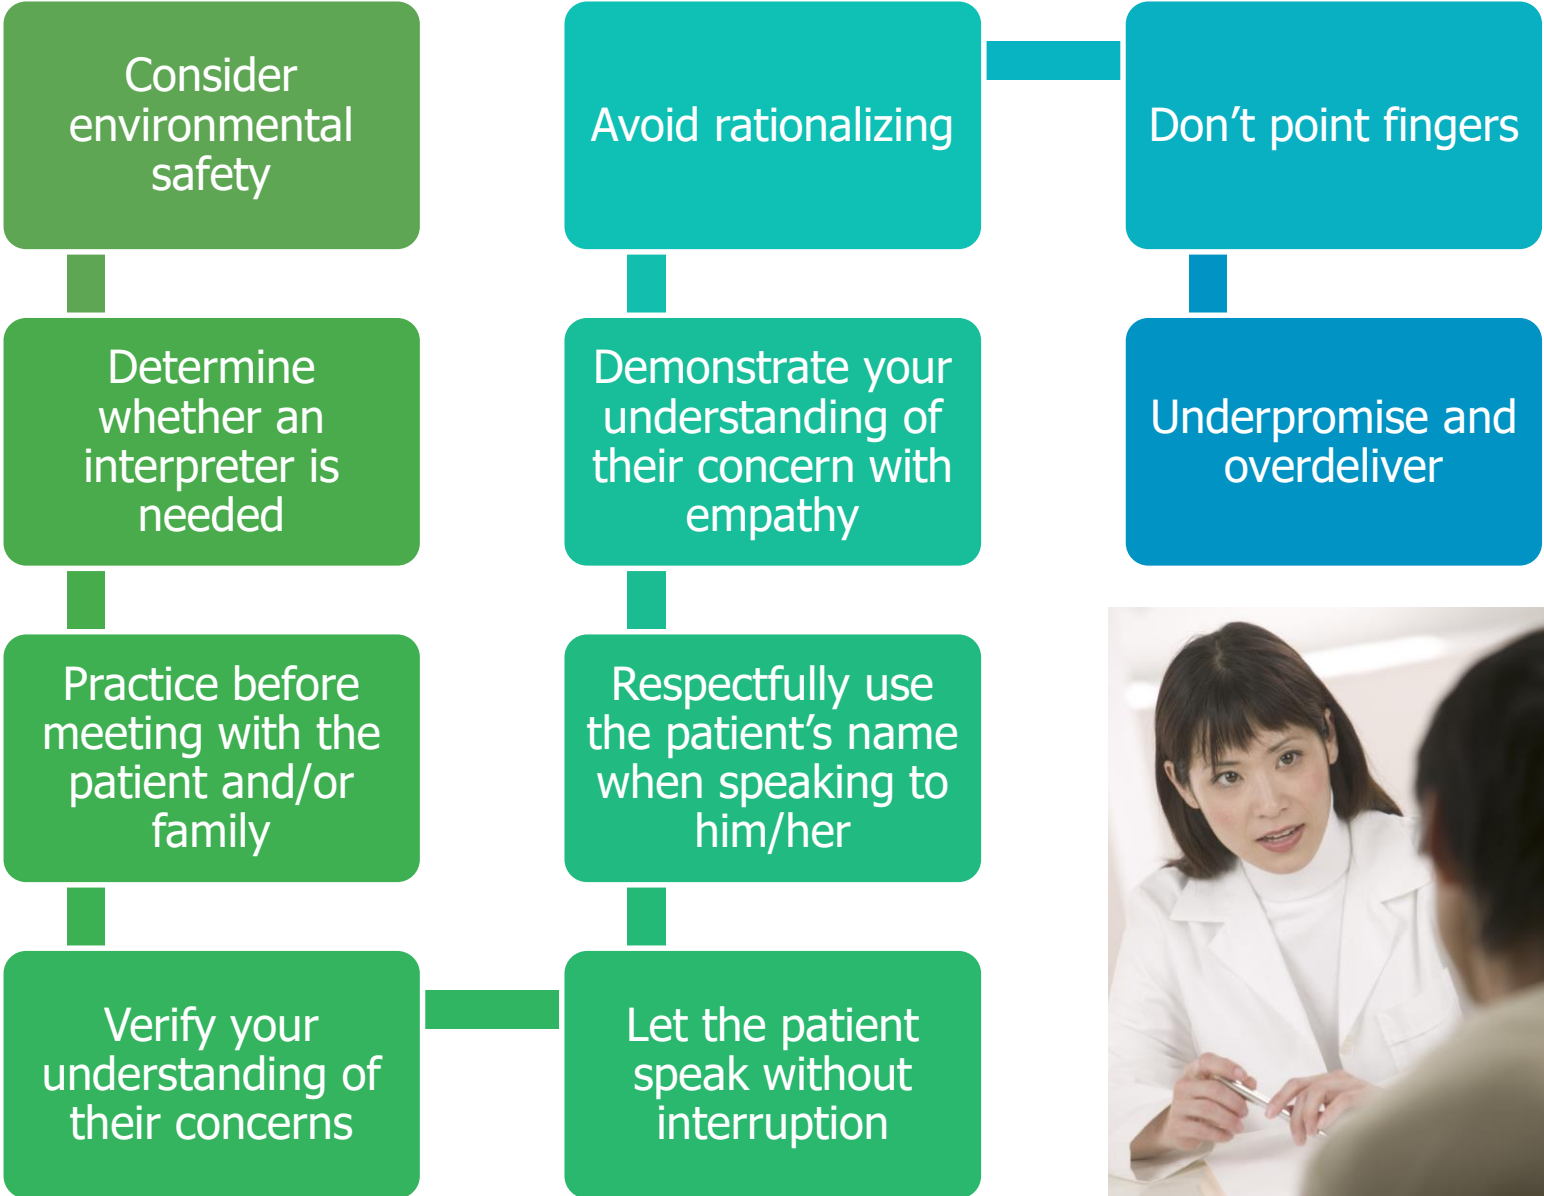 Consider
environmental
safety
Determine
whether an
interpreter is
needed
Practice before
meeting with the
patient and/or
family
Verify your
understanding of
their concerns
Let the patient
speak without
interruption
Respectfully use
the patient’s name
when speaking to
him/her
Demonstrate your
understanding of
their concern with
empathy
Avoid rationalizing
Don’t point fingers
Underpromise and
overdeliver